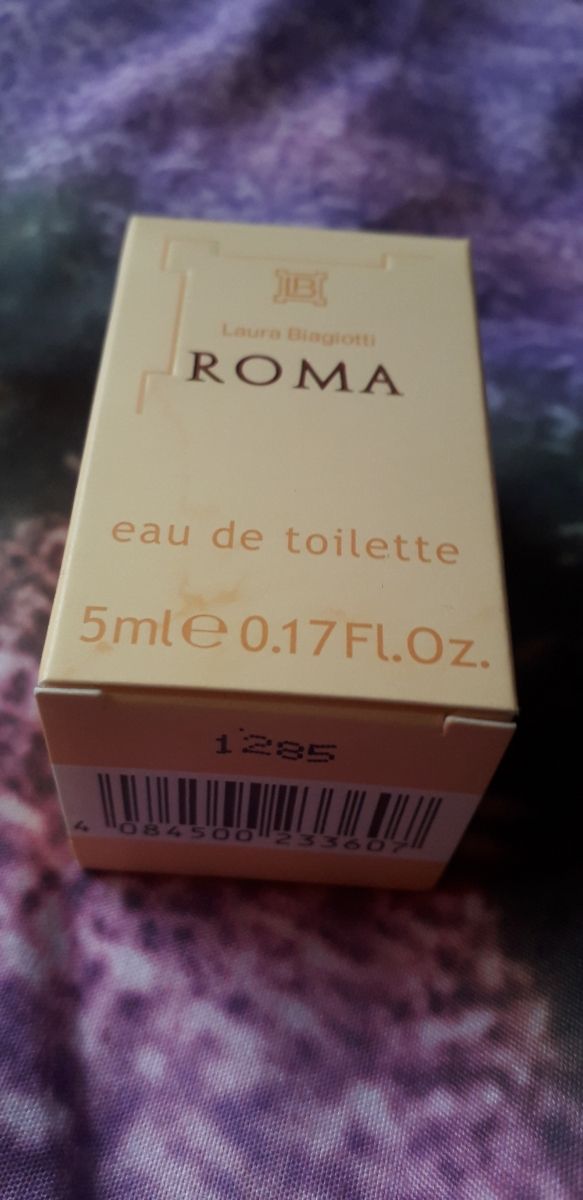 LB
Laura Biagiotti
ROMA
eau de toilette
5ml e 0.17Fl.Oz.
1285
4 084500 233607